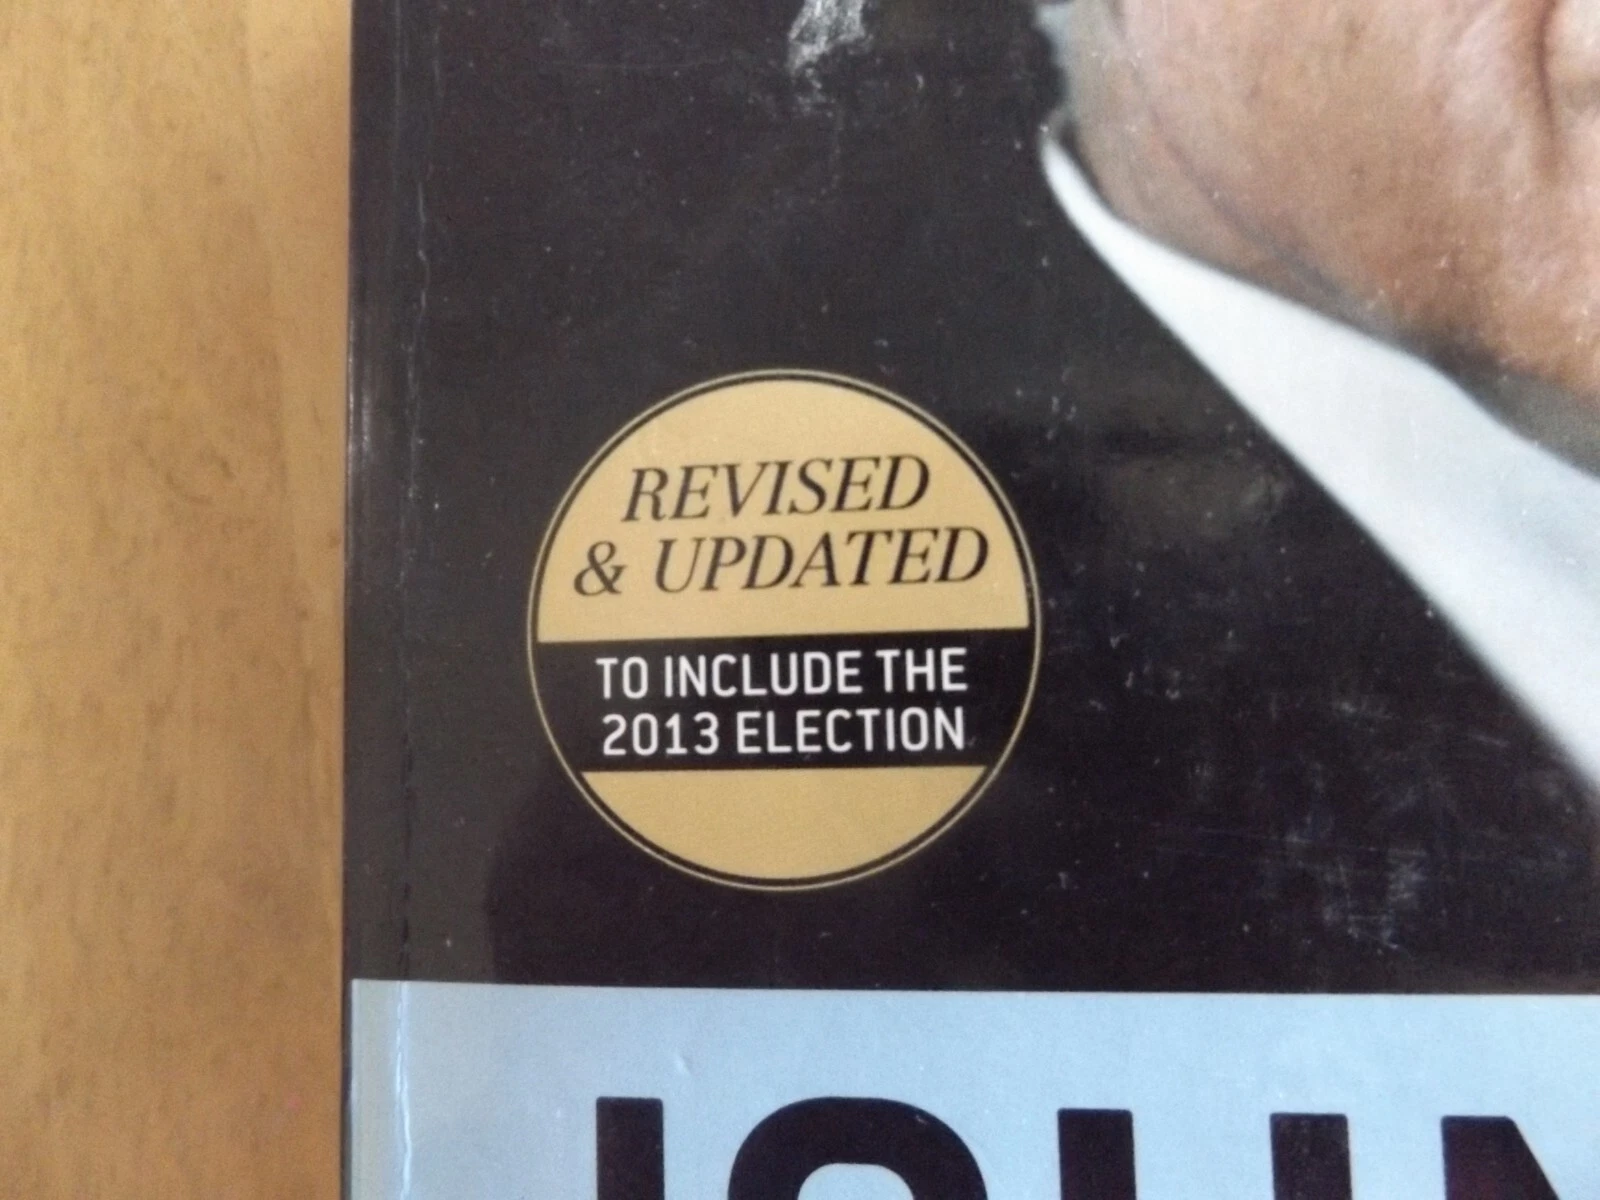 REVISED
& UPDATED
TO INCLUDE THE
2013 ELECTION